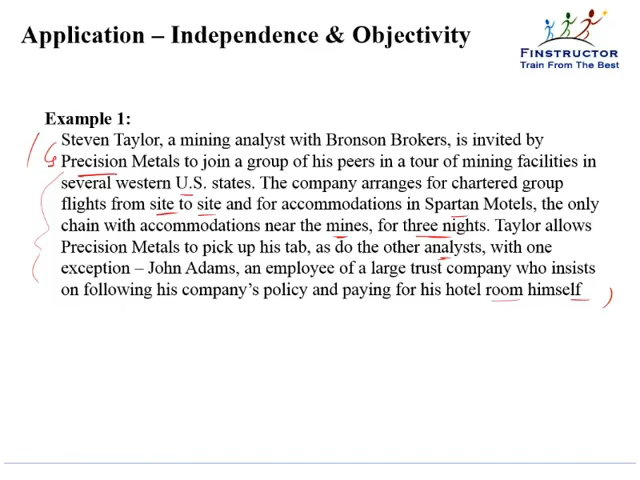 Application – Independence & Objectivity
FINSTRUCTOR
Train From The Best
Example 1:
Steven Taylor, a mining analyst with Bronson Brokers, is invited by
Precision Metals to join a group of his peers in a tour of mining facilities in
several western U.S. states. The company arranges for chartered group
flights from site to site and for accommodations in Spartan Motels, the only
chain with accommodations near the mines, for three nights. Taylor allows
Precision Metals to pick up his tab, as do the other analysts, with one
exception – John Adams, an employee of a large trust company who insists
on following his company’s policy and paying for his hotel room himself